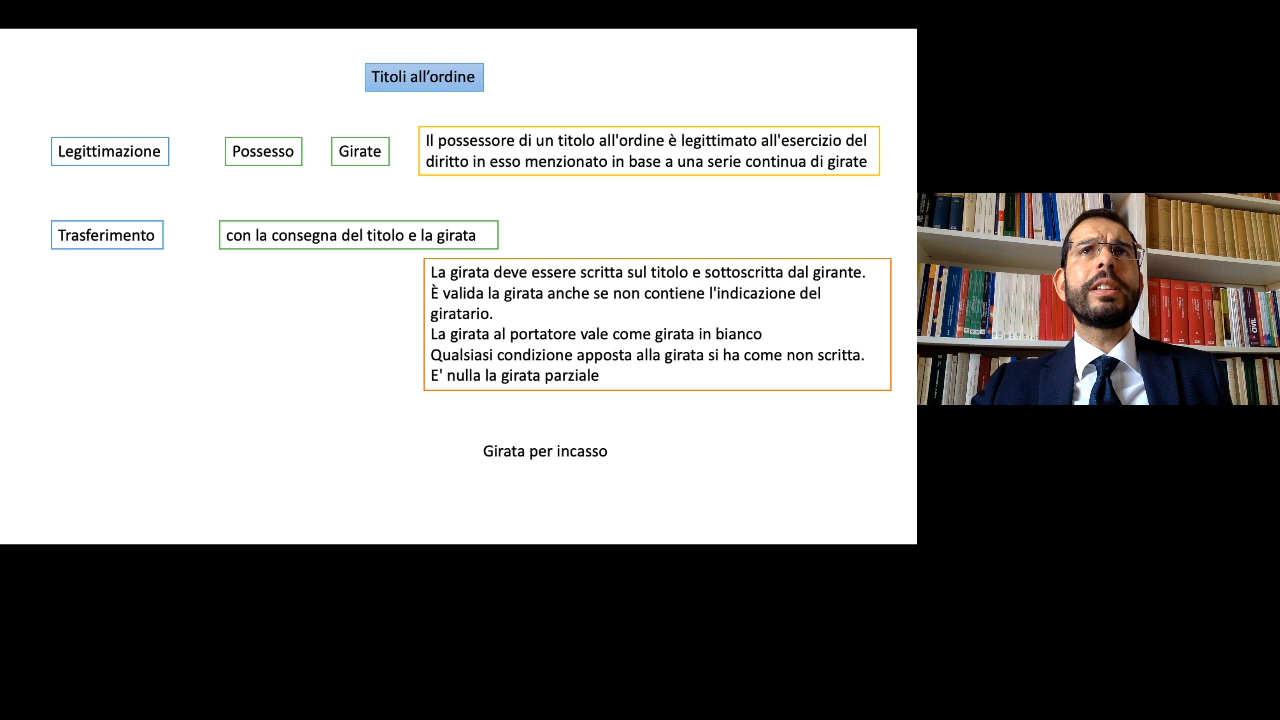 Titoli all’ordine
Legittimazione
Possesso
Girate
Il possessore di un titolo all'ordine è legittimato all'esercizio del
diritto in esso menzionato in base a una serie continua di girate
Trasferimento
con la consegna del titolo e la girata
La girata deve essere scritta sul titolo e sottoscritta dal girante.
È valida la girata anche se non contiene l'indicazione del
giratario.
La girata al portatore vale come girata in bianco
Qualsiasi condizione apposta alla girata si ha come non scritta.
E' nulla la girata parziale
Girata per incasso